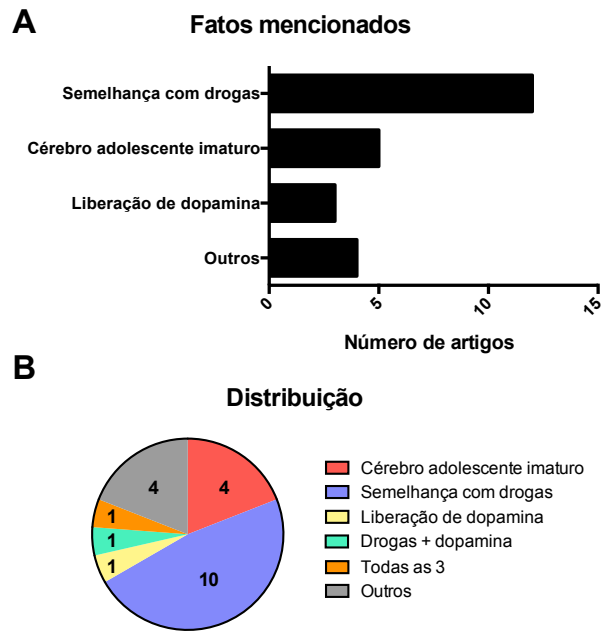 A
Fatos mencionados
Semelhança com drogas
Cérebro adolescente imaturo
Liberação de dopamina
Outros
0 5 10 15
Número de artigos
B
Distribuição
4 4
1
1
1
10
Cérebro adolescente imaturo
Semelhança com drogas
Liberação de dopamina
Drogas + dopamina
Todas as 3
Outros